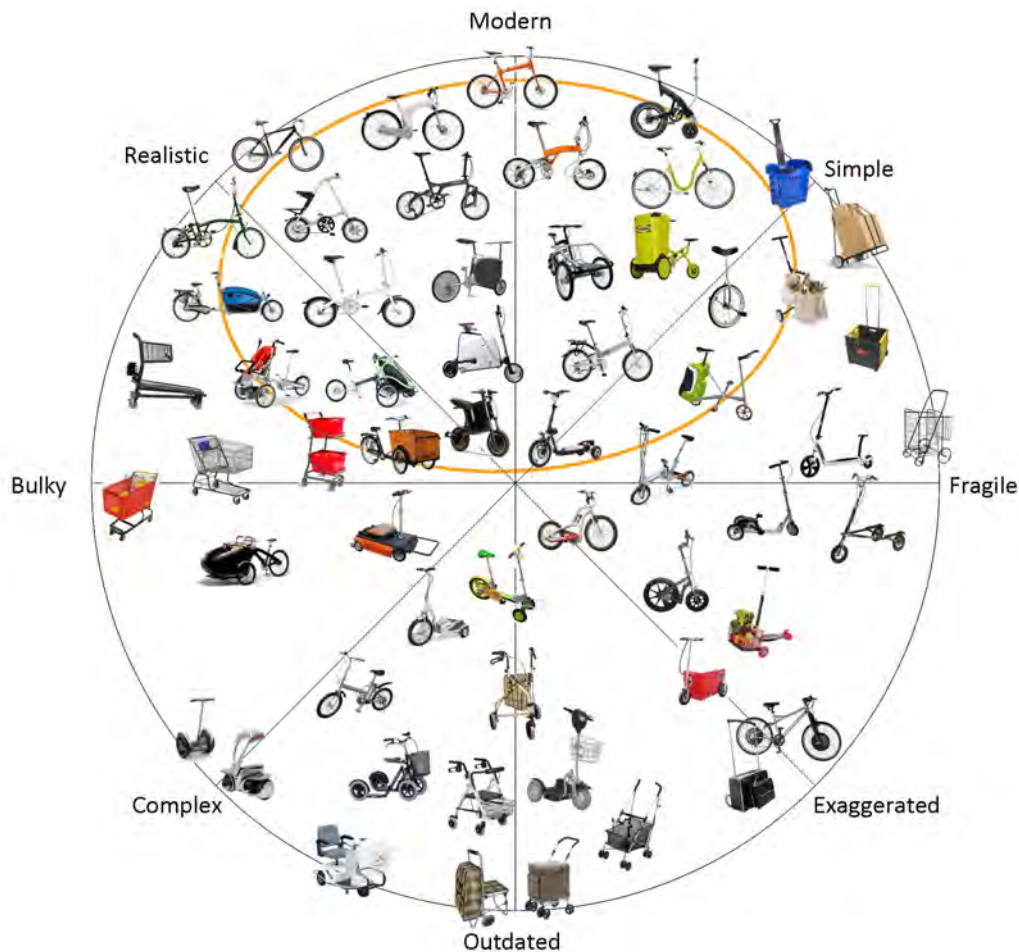 Modern
Realistic
Simple
Bulky
Fragile
Complex
Exaggerated
Outdated